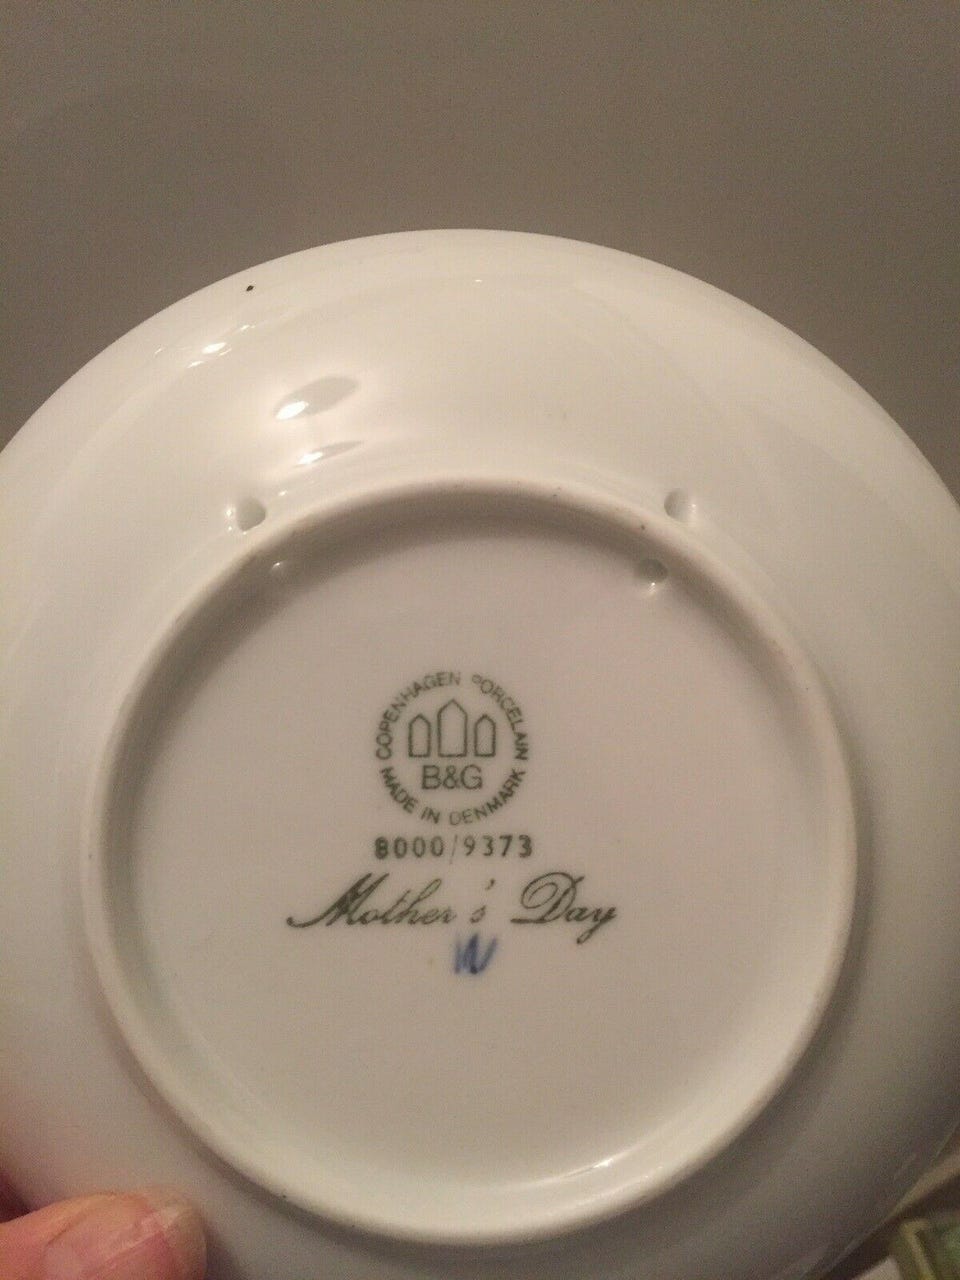 COPENHAGEN PORCELAIN
B&G
MADE IN DENMARK
8000/9373
Mother's Day